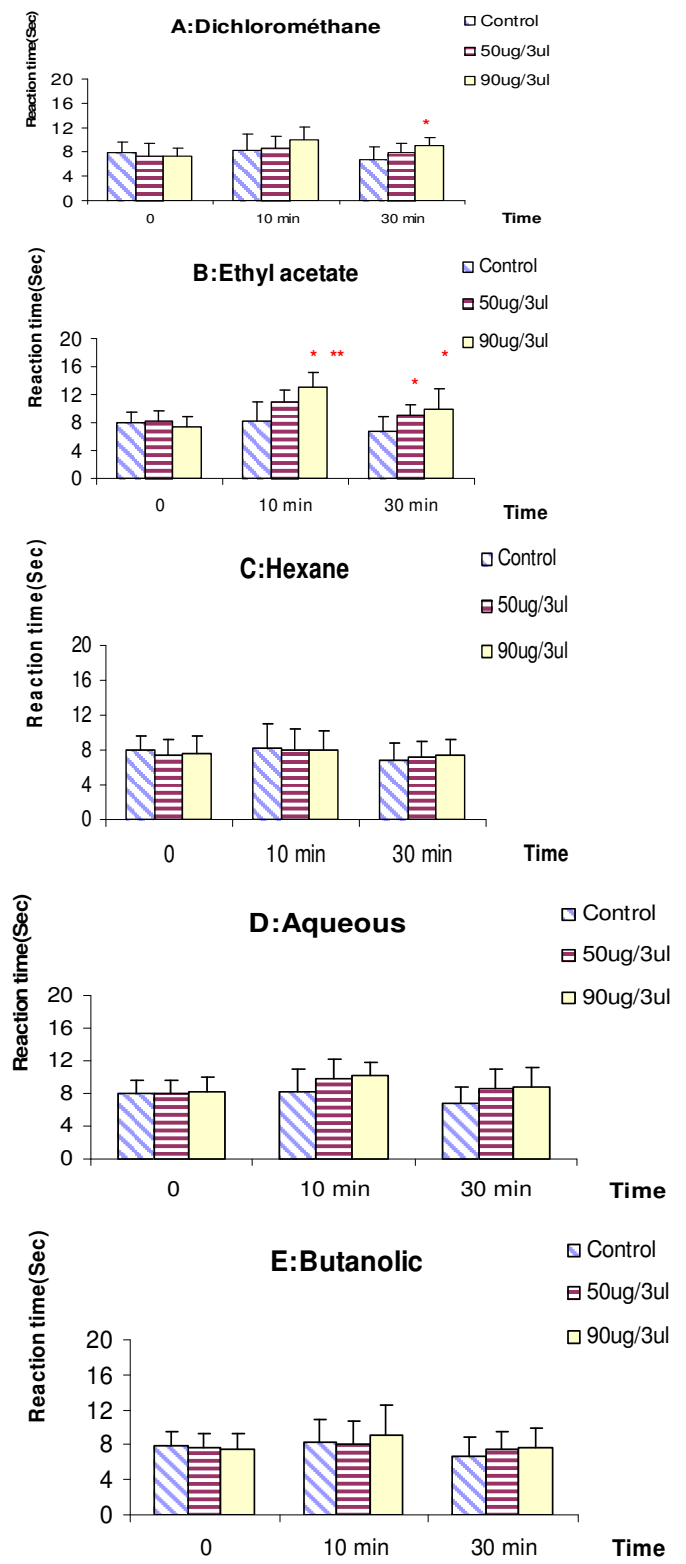 A:Dichlorométhane
Control
50ug/3ul
90ug/3ul
Reaction time(Sec)
20
16
12
8
4
0
0 10 min 30 min Time
*
B:Ethyl acetate
Control
50ug/3ul
90ug/3ul
Reaction time(Sec)
20
16
12
8
4
0
0 10 min 30 min Time
* ** *
*
C:Hexane
Control
50ug/3ul
90ug/3ul
Reaction time(Sec)
20
16
12
8
4
0
0 10 min 30 min Time
D:Aqueous
Control
50ug/3ul
90ug/3ul
Reaction time(Sec)
20
16
12
8
4
0
0 10 min 30 min Time
E:Butanolic
Control
50ug/3ul
90ug/3ul
Reaction time(Sec)
20
16
12
8
4
0
0 10 min 30 min Time